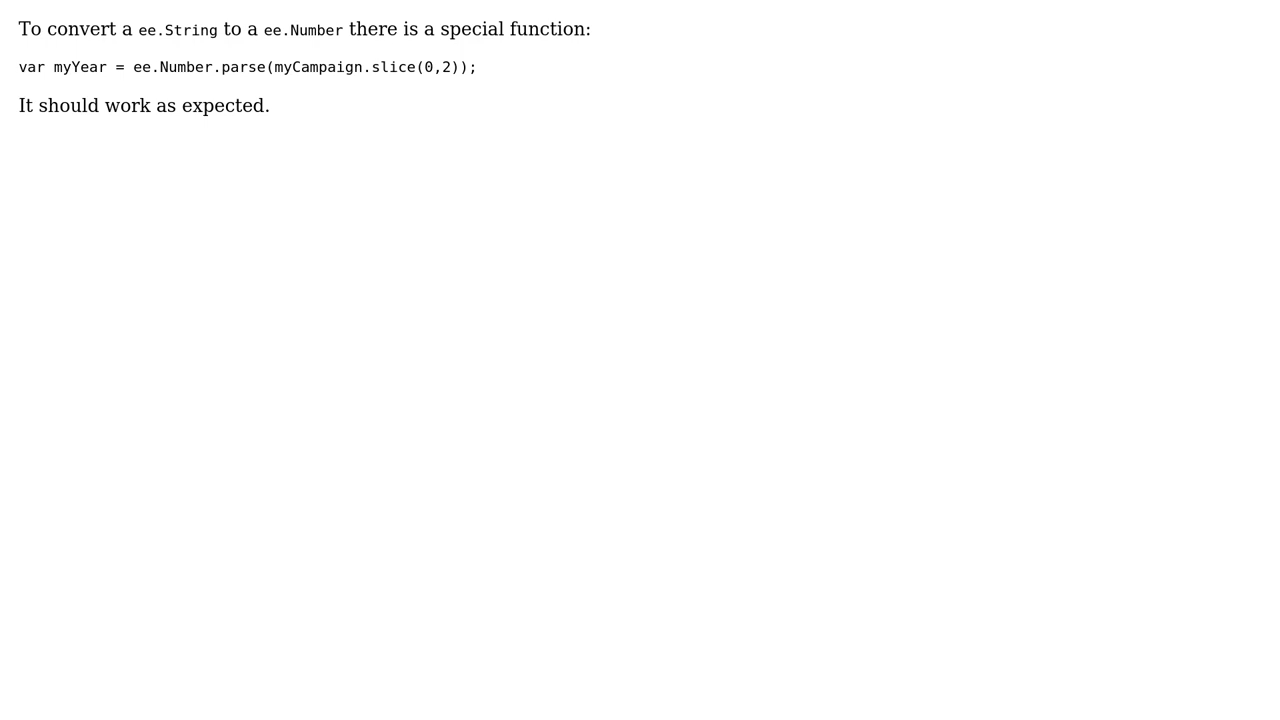 To convert a ee.String to a ee.Number there is a special function:
var myYear = ee.Number.parse(myCampaign.slice(0,2));
It should work as expected.